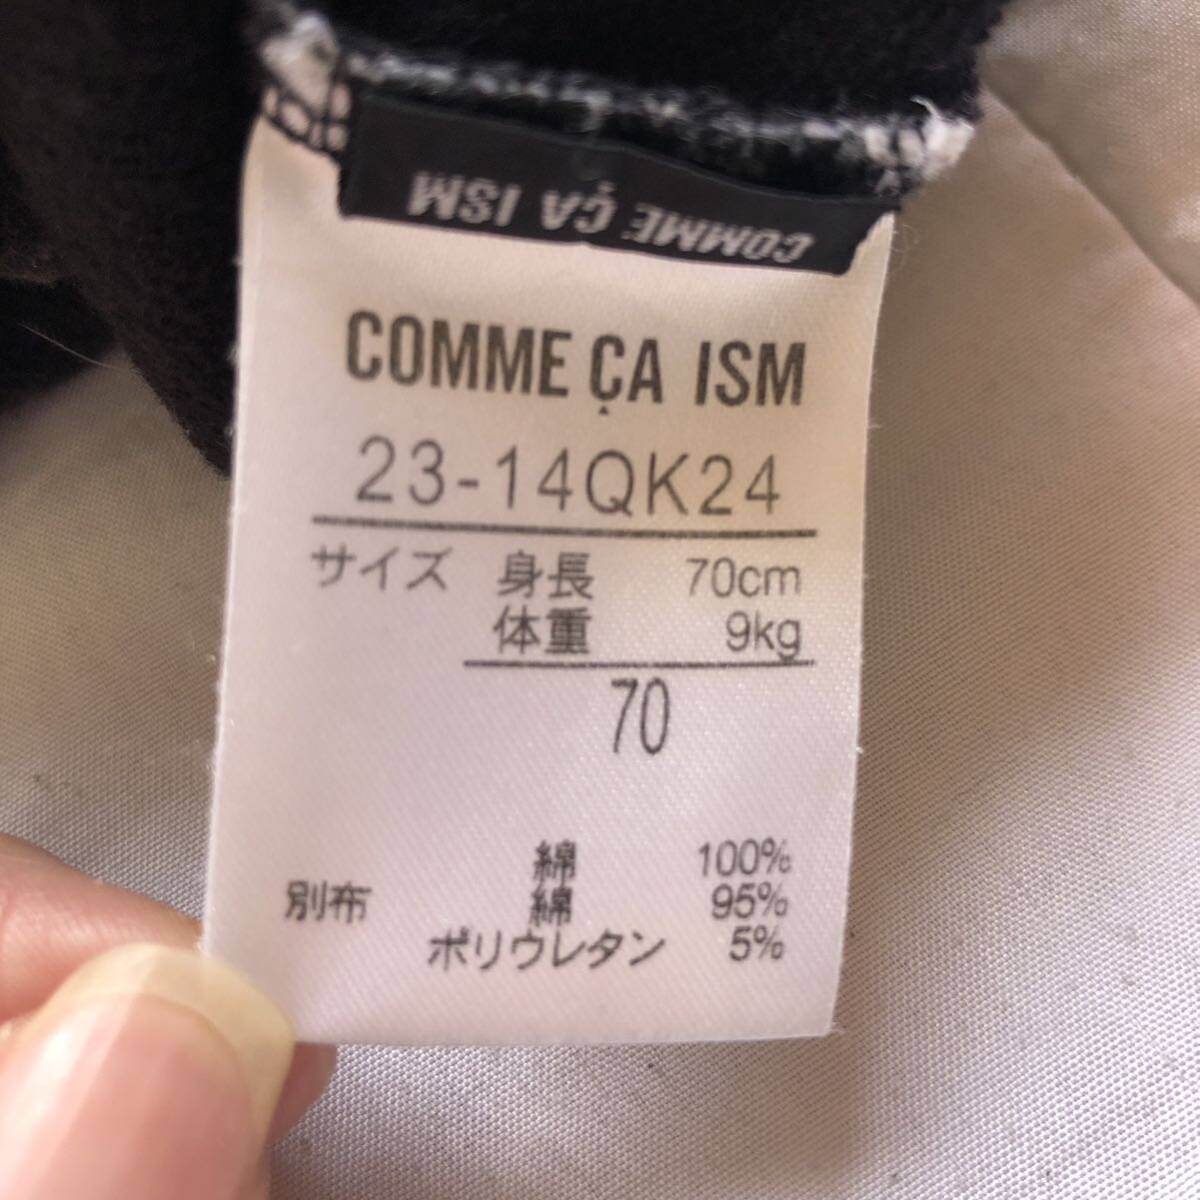 COMME ÇA ISM
COMME ÇA ISM
23-14QK24
サイズ 身長 70cm
体重 9kg
70
綿 100%
別布 綿 95%
ポリウレタン 5%